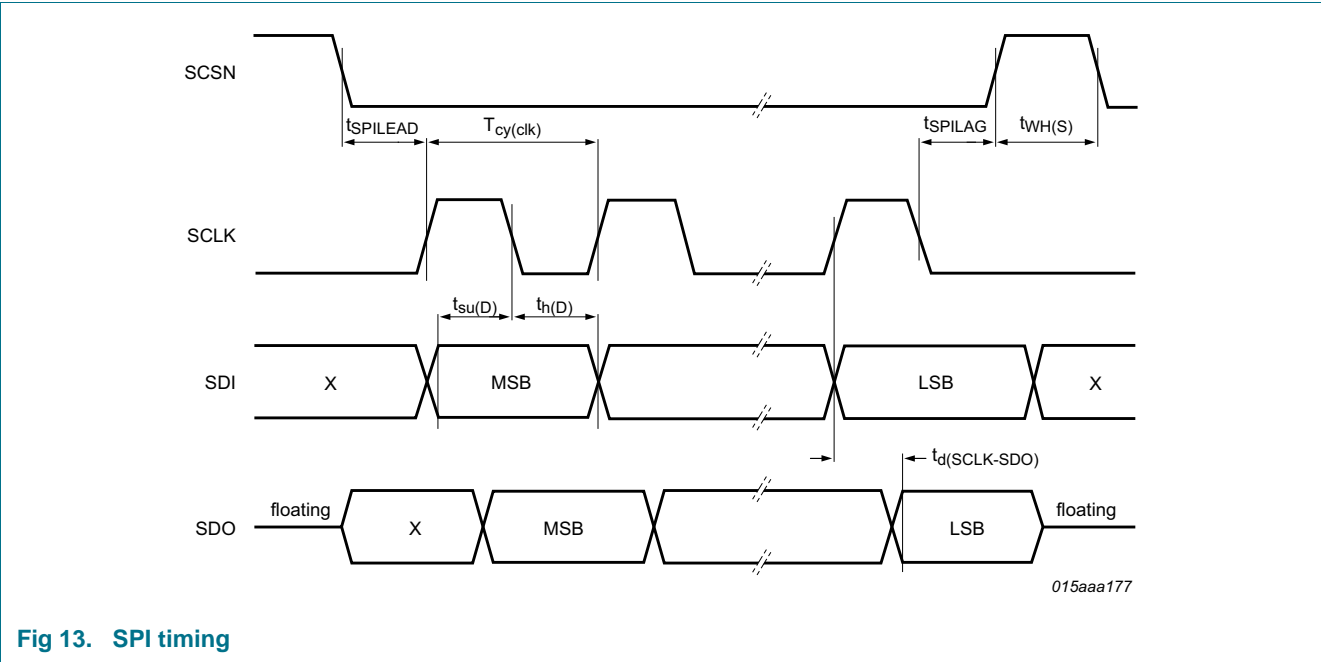 SCSN
tSPILEAD
Tcy(clk)
tSPILAG
tWH(S)
SCLK
tsu(D)
th(D)
SDI
X
MSB
LSB
X
td(SCLK-SDO)
SDO
floating
X
MSB
LSB
floating
015aaa177
Fig 13. SPI timing